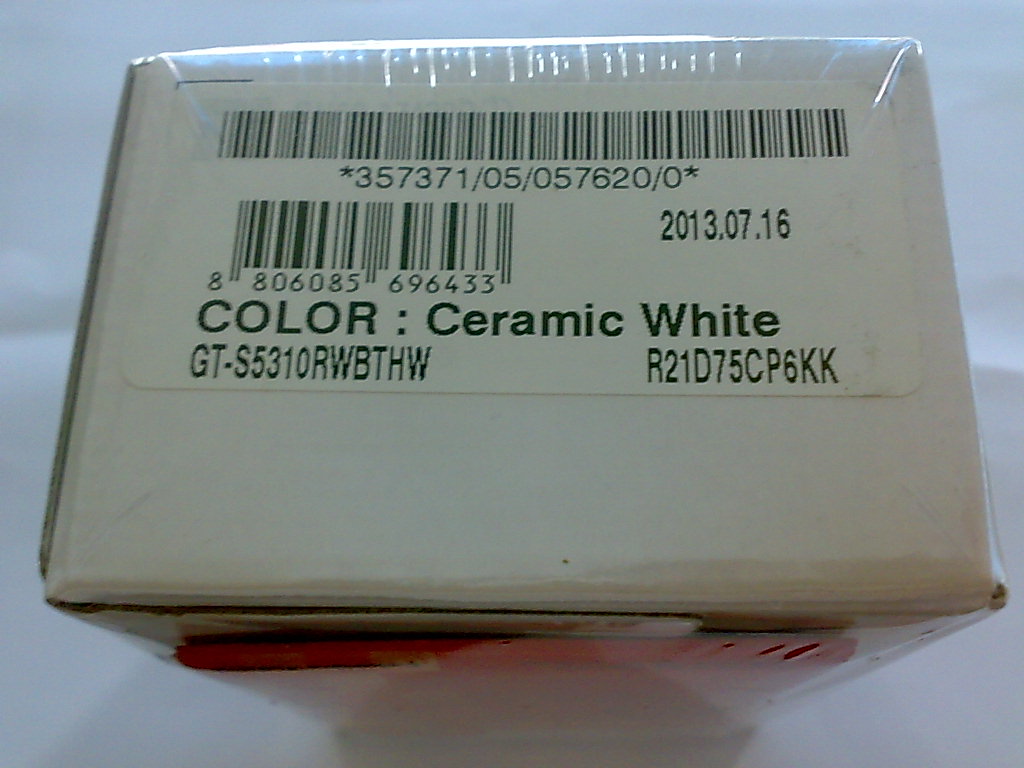 *357371/05/057620/0*
2013.07.16
8 806085 696433
COLOR : Ceramic White
GT-S5310RWBTHW R21D75CP6KK